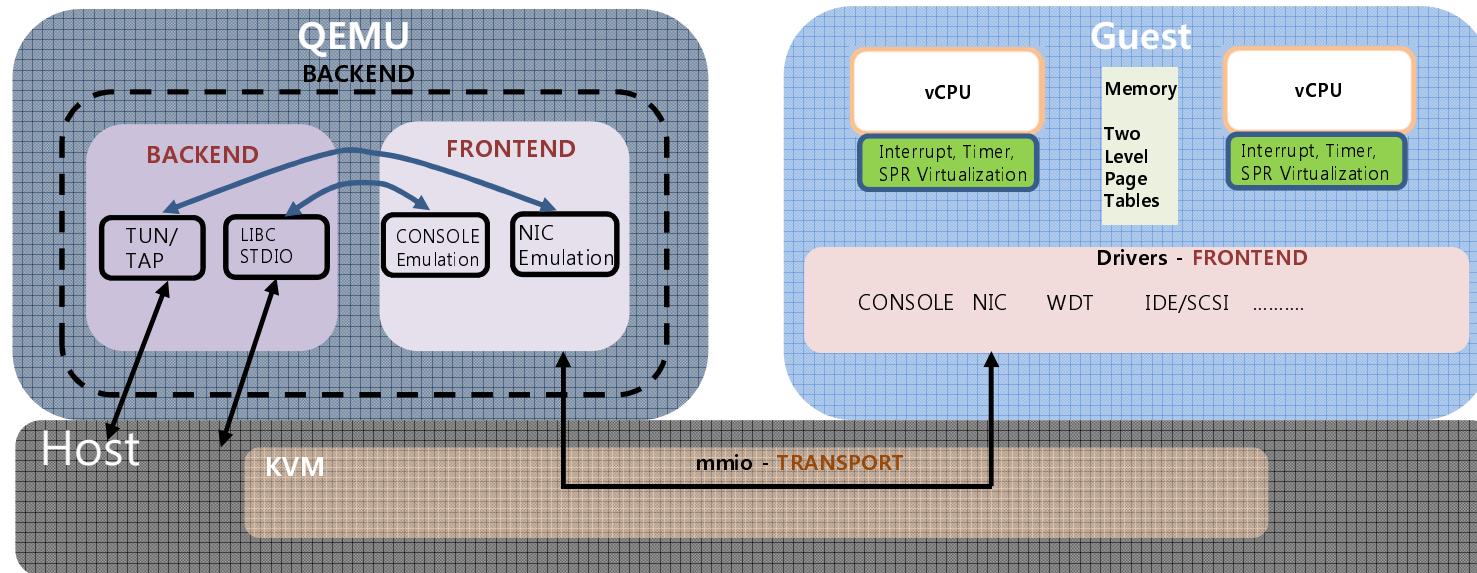 QEMU
BACKEND
BACKEND
FRONTEND
TUN/
TAP
LIBC
STDIO
CONSOLE
Emulation
NIC
Emulation
Guest
vCPU
Interrupt, Timer,
SPR Virtualization
Memory
Two
Level
Page
Tables
vCPU
Interrupt, Timer,
SPR Virtualization
Drivers - FRONTEND
CONSOLE NIC WDT IDE/SCSI ..........
Host
KVM
mmio - TRANSPORT